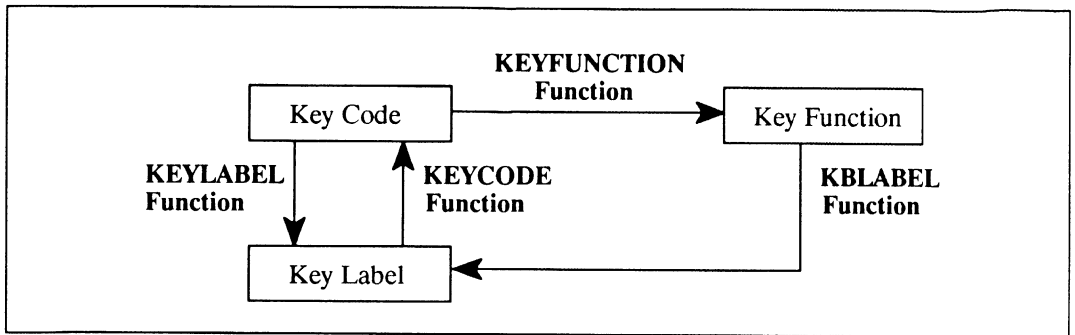 KEYFUNCTION
Function
Key Code
Key Function
KEYLABEL
Function
KEYCODE
Function
KBLABEL
Function
Key Label